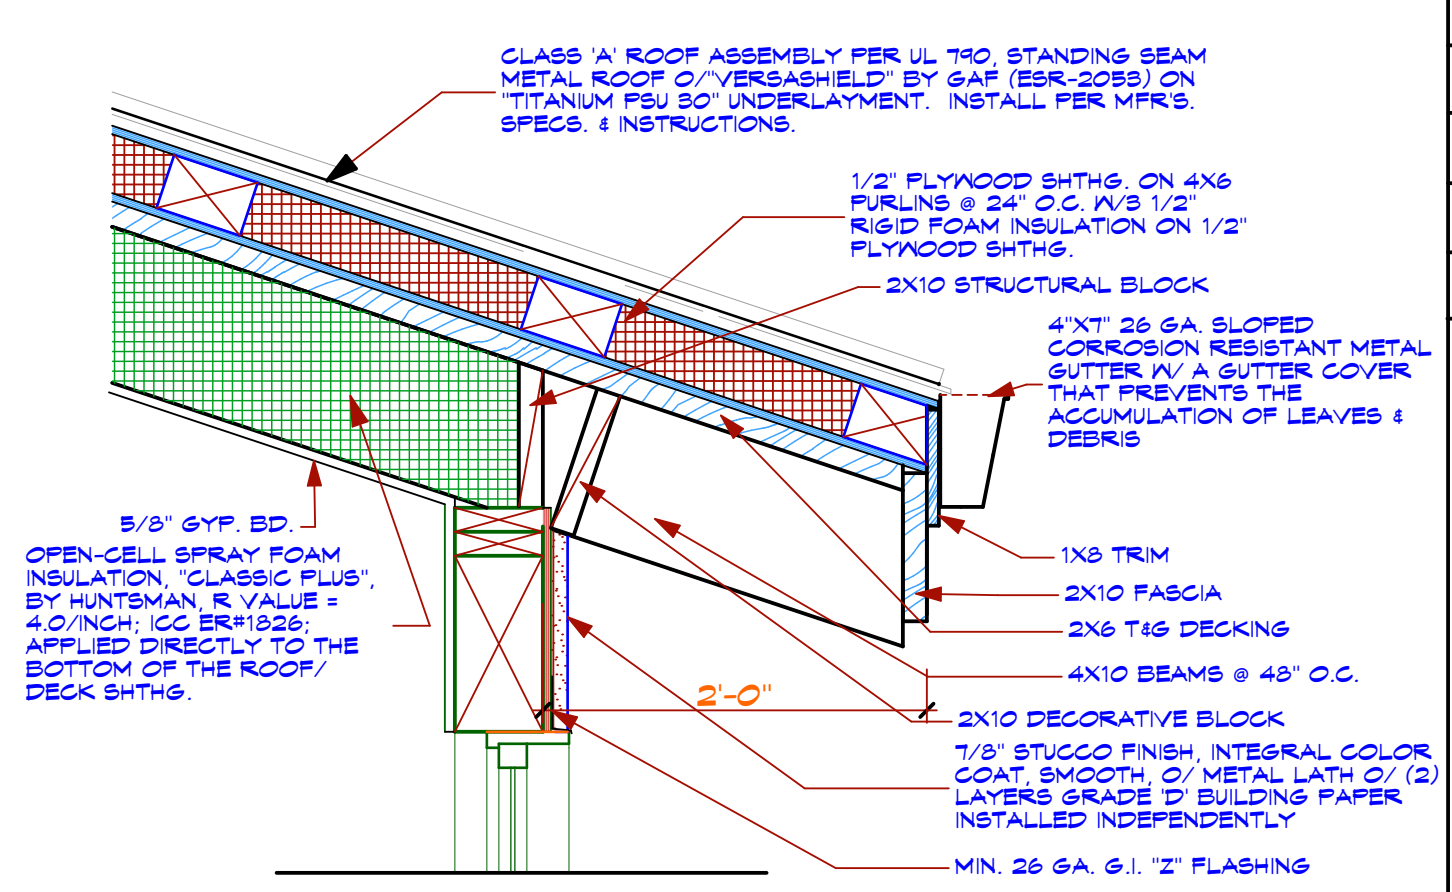 CLASS 'A' ROOF ASSEMBLY PER UL 790, STANDING SEAM
METAL ROOF O/"VERSASHIELD" BY GAF (ESR-2053) ON
"TITANIUM PSU 30" UNDERLAYMENT. INSTALL PER MFR'S.
SPECS. & INSTRUCTIONS.
1/2" PLYWOOD SHTHG. ON 4X6
PURLINS @ 24" O.C. W/3 1/2"
RIGID FOAM INSULATION ON 1/2"
PLYWOOD SHTHG.
2X10 STRUCTURAL BLOCK
4"X7" 26 GA. SLOPED
CORROSION RESISTANT METAL
GUTTER W/ A GUTTER COVER
THAT PREVENTS THE
ACCUMULATION OF LEAVES &
DEBRIS
5/8" GYP. BD.
OPEN-CELL SPRAY FOAM
INSULATION, "CLASSIC PLUS",
BY HUNTSMAN, R VALUE =
4.0/INCH; ICC ER#1826;
APPLIED DIRECTLY TO THE
BOTTOM OF THE ROOF/
DECK SHTHG.
1X8 TRIM
2X10 FASCIA
2X6 T&G DECKING
4X10 BEAMS @ 48" O.C.
2'-0"
2X10 DECORATIVE BLOCK
7/8" STUCCO FINISH, INTEGRAL COLOR
COAT, SMOOTH, O/ METAL LATH O/ (2)
LAYERS GRADE 'D' BUILDING PAPER
INSTALLED INDEPENDENTLY
MIN. 26 GA. G.I. "Z" FLASHING